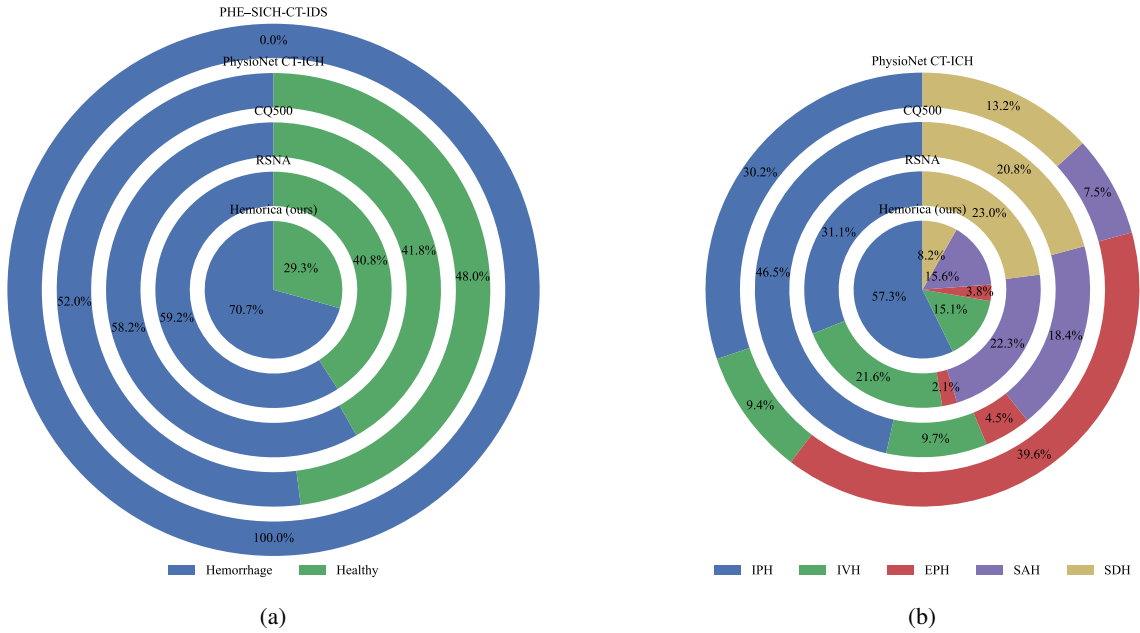 PHE–SICH-CT-IDS
0.0%
PhysioNet CT-ICH
CQ500
RSNA
Hemorica (ours)
29.3%
40.8%
41.8%
48.0%
70.7%
52.0%
58.2%
59.2%
100.0%
Hemorrhage
Healthy
(a)
PhysioNet CT-ICH
13.2%
CQ500
30.2%
20.8%
7.5%
RSNA
23.0%
Hemorica (ours)
31.1%
8.2%
46.5%
15.6%
57.3%
3.8%
15.1%
18.4%
22.3%
21.6%
2.1%
9.4%
4.5%
9.7%
39.6%
IPH
IVH
EPH
SAH
SDH
(b)